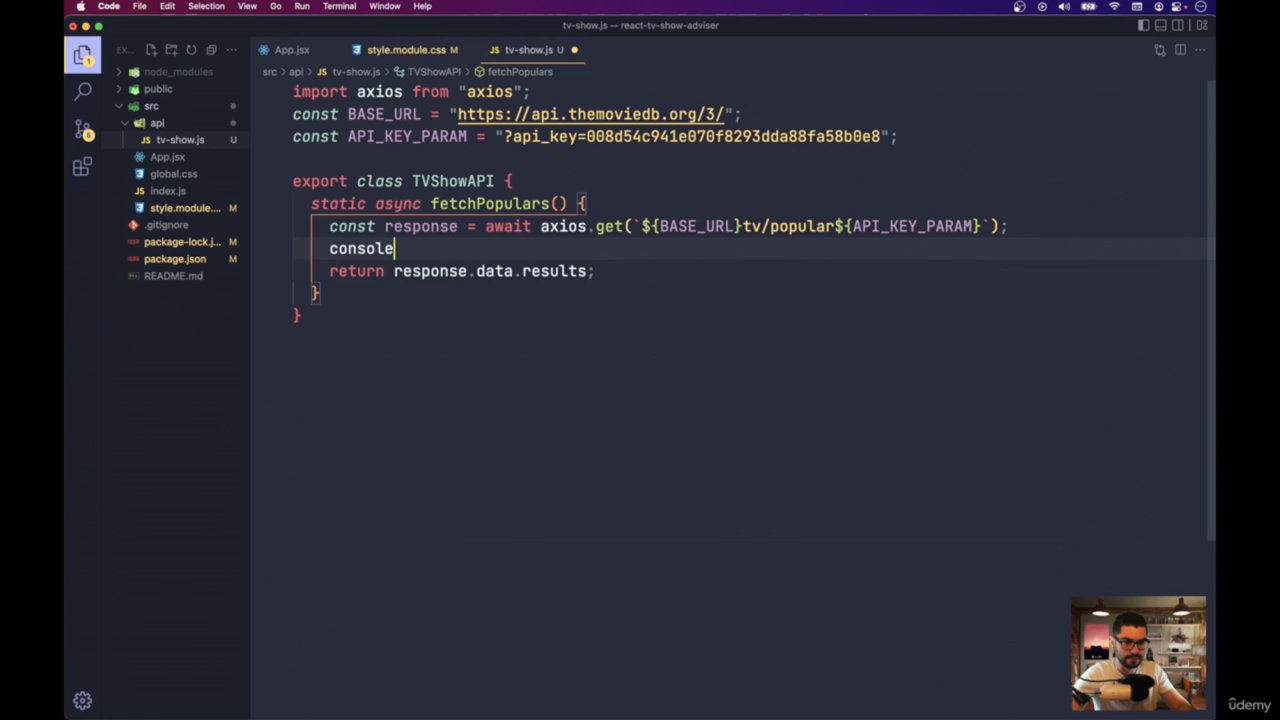 Code File Edit Selection View Go Run Terminal Window Help
tv-show.js — react-tv-show-adviser
EX... App.jsx style.module.css M tv-show.js U
src > api > tv-show.js > TVShowAPI > fetchPopulars
node_modules
public
src
api
tv-show.js U
App.jsx
global.css
index.js
style.module.... M
.gitignore
package-lock.j... M
package.json M
README.md
1
5
import axios from "axios";
const BASE_URL = "https://api.themoviedb.org/3/";
const API_KEY_PARAM = "?api_key=008d54c941e070f8293dda88fa58b0e8";
export class TVShowAPI {
static async fetchPopulars() {
const response = await axios.get(`${BASE_URL}tv/popular${API_KEY_PARAM}`);
console
return response.data.results;
}
}
ûdemy